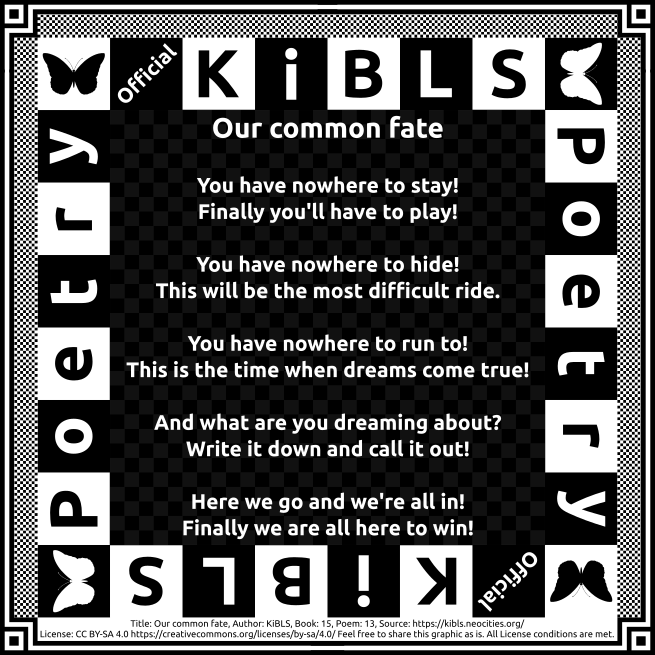 Official KiBLS
Poetry
Poetry
Our common fate
You have nowhere to stay!
Finally you'll have to play!
You have nowhere to hide!
This will be the most difficult ride.
You have nowhere to run to!
This is the time when dreams come true!
And what are you dreaming about?
Write it down and call it out!
Here we go and we're all in!
Finally we are all here to win!
Official KiBLS
Title: Our common fate, Author: KiBLS, Book: 15, Poem: 13, Source: https://kibls.neocities.org/
License: CC BY-SA 4.0 https://creativecommons.org/licenses/by-sa/4.0/ Feel free to share this graphic as is. All License conditions are met.